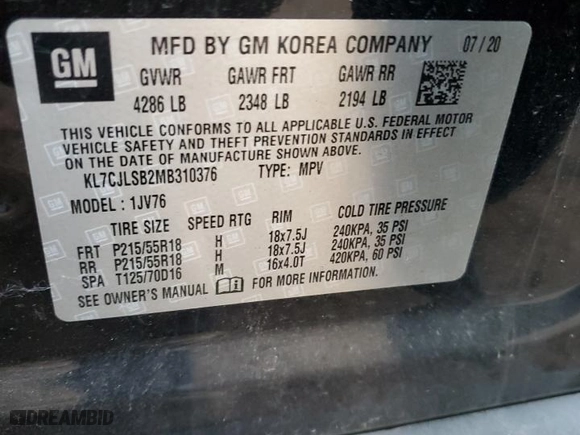 GM
MFD BY GM KOREA COMPANY 07/20
GVWR GAWR FRT GAWR RR
4286 LB 2348 LB 2194 LB
THIS VEHICLE CONFORMS TO ALL APPLICABLE U.S. FEDERAL MOTOR
VEHICLE SAFETY AND THEFT PREVENTION STANDARDS IN EFFECT
ON THE DATE OF MANUFACTURE SHOWN ABOVE.
KL7CJLSB2MB310376 TYPE: MPV
MODEL : 1JV76
TIRE SIZE SPEED RTG RIM COLD TIRE PRESSURE
FRT P215/55R18 H 18x7.5J 240KPA, 35 PSI
RR P215/55R18 H 18x7.5J 240KPA, 35 PSI
SPA T125/70D16 M 16x4.0T 420KPA, 60 PSI
SEE OWNER'S MANUAL FOR MORE INFORMATION.
DREAMBID